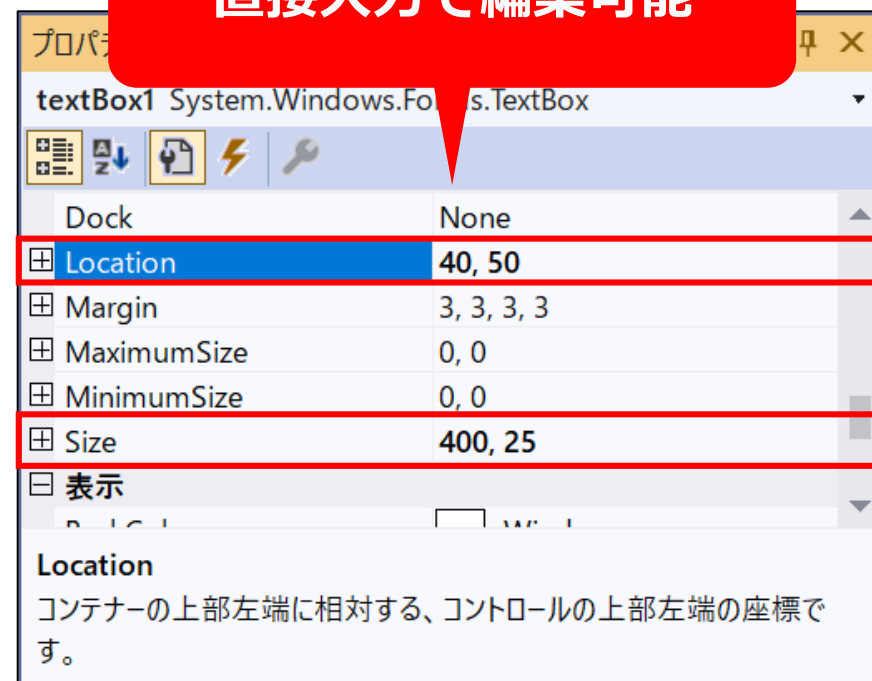 直接入力で編集可能
プロパテ
textBox1 System.Windows.Fo s.TextBox
Dock None
Location 40, 50
Margin 3, 3, 3, 3
MaximumSize 0, 0
MinimumSize 0, 0
Size 400, 25
表示
Location
コンテナーの上部左端に相対する、コントロールの上部左端の座標で
す。